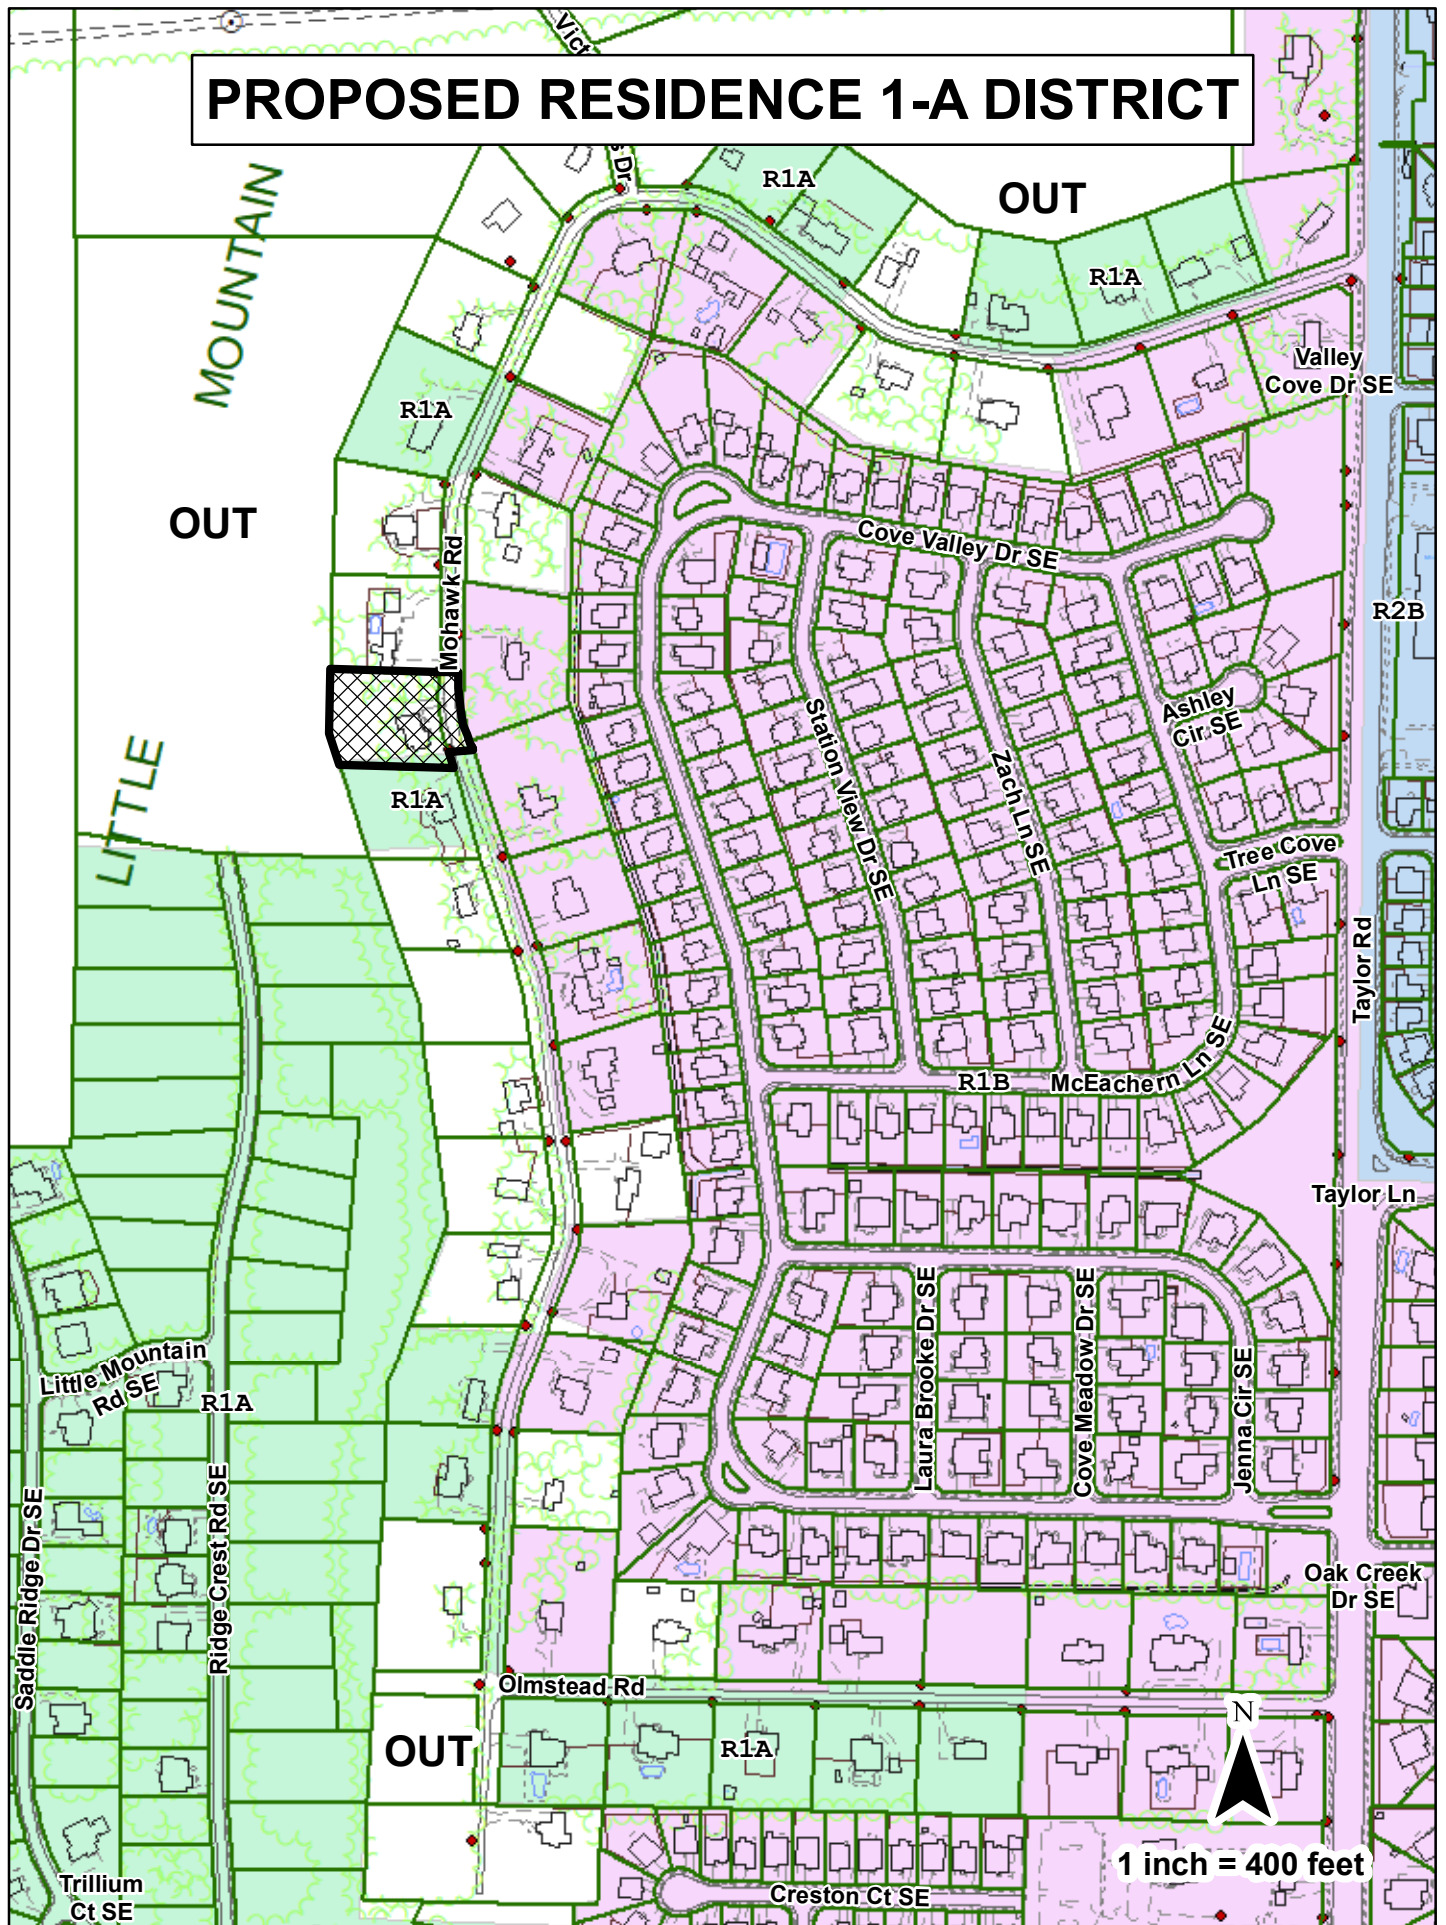 Vict
PROPOSED RESIDENCE 1-A DISTRICT
s Dr
R1A
OUT
MOUNTAIN
R1A
Valley
Cove Dr SE
R1A
OUT
Cove Valley Dr SE
Mohawk Rd
R2B
Ashley
Cir SE
Station View Dr SE
Zach Ln SE
LITTLE
R1A
Tree Cove
Ln SE
Taylor Rd
R1B
McEachern Ln SE
Taylor Ln
Laura Brooke Dr SE
Cove Meadow Dr SE
Jenna Cir SE
Little Mountain
Rd SE
R1A
Saddle Ridge Dr SE
Ridge Crest Rd SE
Oak Creek
Dr SE
Olmstead Rd
N
OUT
R1A
1 inch = 400 feet
Trillium
Ct SE
Creston Ct SE